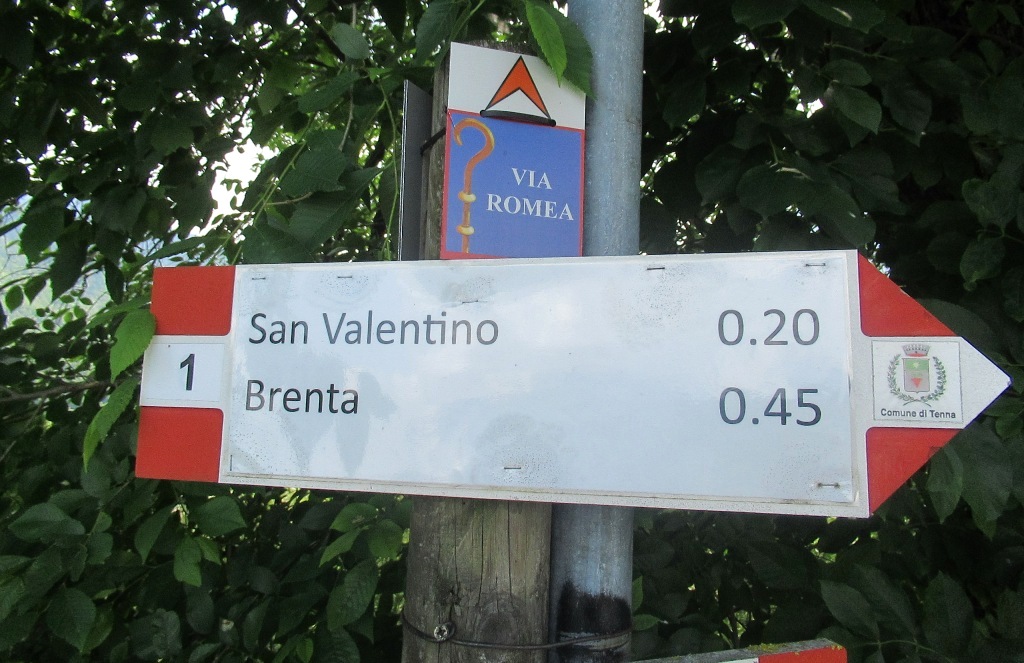 VIA
ROMEA
San Valentino 0.20
1
Brenta 0.45
Comune di Tenna